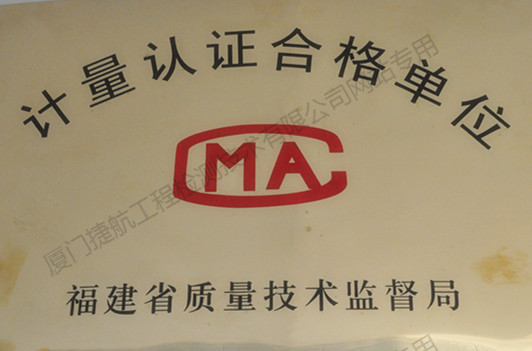 计量认证合格单位
CMA
福建省质量技术监督局
厦门捷航工程检测技术有限公司网站专用